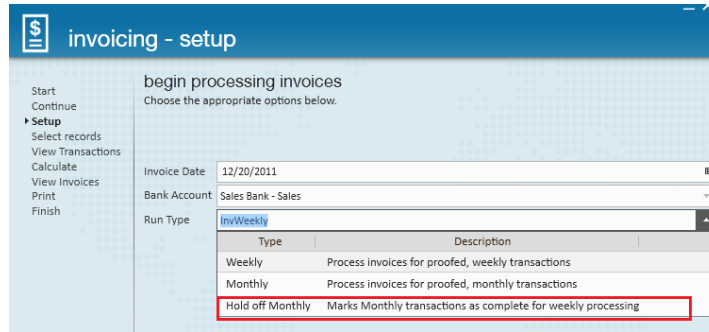 $
invoicing - setup
Start
Continue
Setup
Select records
View Transactions
Calculate
View Invoices
Print
Finish
begin processing invoices
Choose the appropriate options below.
Invoice Date 12/20/2011
Bank Account Sales Bank - Sales
Run Type InvWeekly
Type Description
Weekly Process invoices for proofed, weekly transactions
Monthly Process invoices for proofed, monthly transactions
Hold off Monthly Marks Monthly transactions as complete for weekly processing